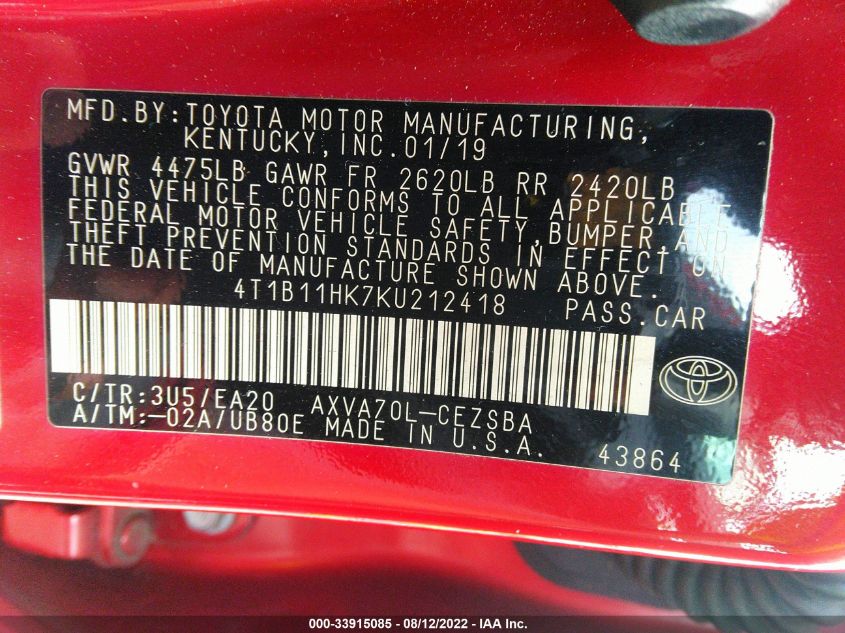 MFD.BY:TOYOTA MOTOR MANUFACTURING,
KENTUCKY,INC.01/19
GVWR 4475LB GAWR FR 2620LB RR 2420LB
THIS VEHICLE CONFORMS TO ALL APPLICABLE
FEDERAL MOTOR VEHICLE SAFETY,BUMPER,AND
THEFT PREVENTION STANDARDS IN EFFECT ON
THE DATE OF MANUFACTURE SHOWN ABOVE.
4T1B11HK7KU212418 PASS.CAR
C/TR:3U5/EA20 AXVA70L-CEZSBA
A/TM:-02A/UB80E MADE IN U.S.A. 43864
000-33915085 - 08/12/2022 - IAA Inc.